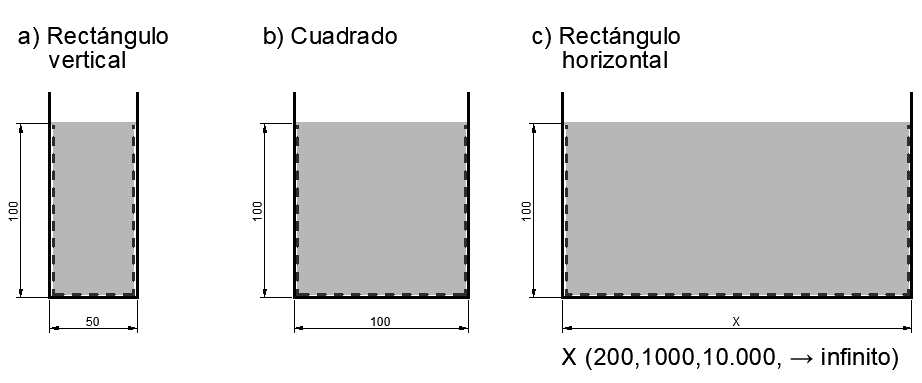 a) Rectángulo
vertical
b) Cuadrado
c) Rectángulo
horizontal
100
50
100
100
100
X
X (200,1000,10.000, → infinito)